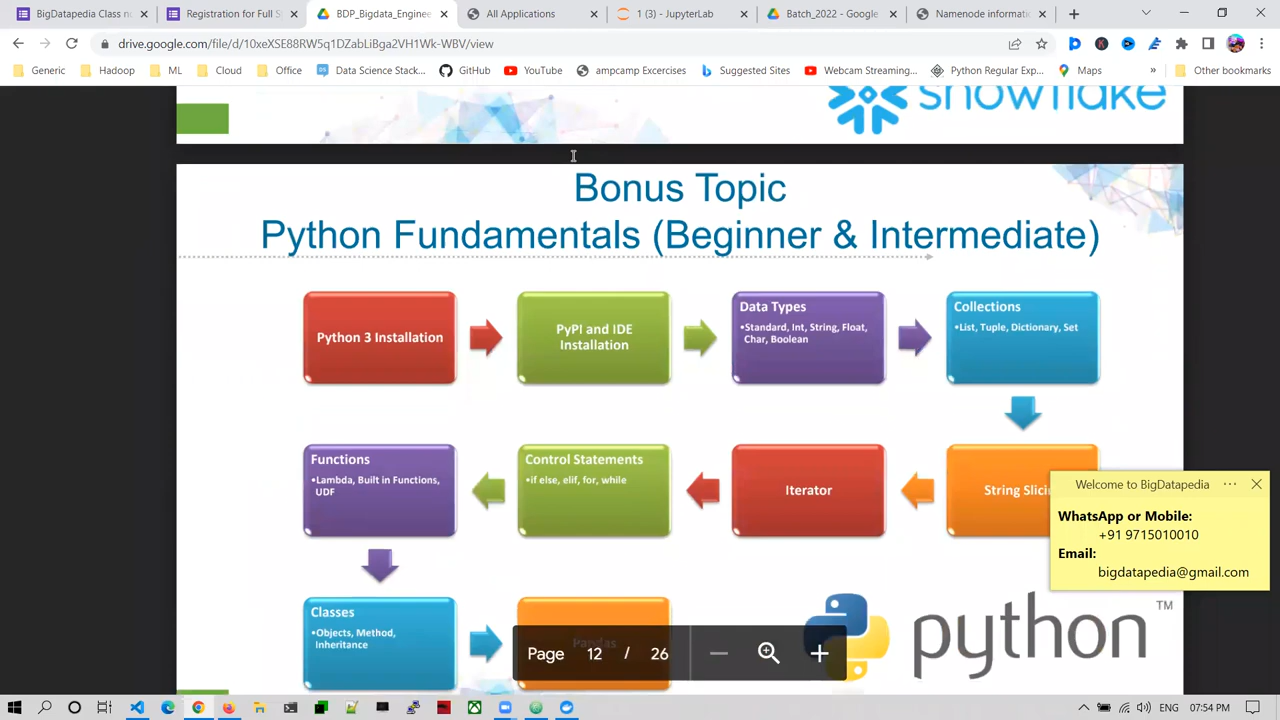 BigData Class n
Registration for Full S
BDP_Bigdata_Enginee
All Applications
1 (3) - JupyterLab
Batch_2022 - Google
Namenode informati
drive.google.com/file/d/10xeXSE88RW5q1DZabLiBga2VH1Wk-WPV/view
Generic
Hadoop
ML
Cloud
Office
Data Science Stack...
GitHub
YouTube
ampcamp Excercises
Suggested Sites
Webcam Streaming...
Python Regular Exp...
Maps
»
Other bookmarks
snowflake
Bonus Topic
Python Fundamentals (Beginner & Intermediate)
Python 3 Installation
PyPI and IDE
Installation
Data Types
•Standard, Int, String, Float,
Char, Boolean
Collections
•List, Tuple, Dictionary, Set
Functions
•Lambda, Built in Functions,
UDF
Control Statements
•if else, elif, for, while
Iterator
String Slici
Welcome to BigDatapedia
WhatsApp or Mobile:
+91 9715010010
Email:
bigdatapedia@gmail.com
Classes
•Objects, Method,
Inheritance
Pandas
Page 12 / 26
python
TM
ENG
07:54 PM